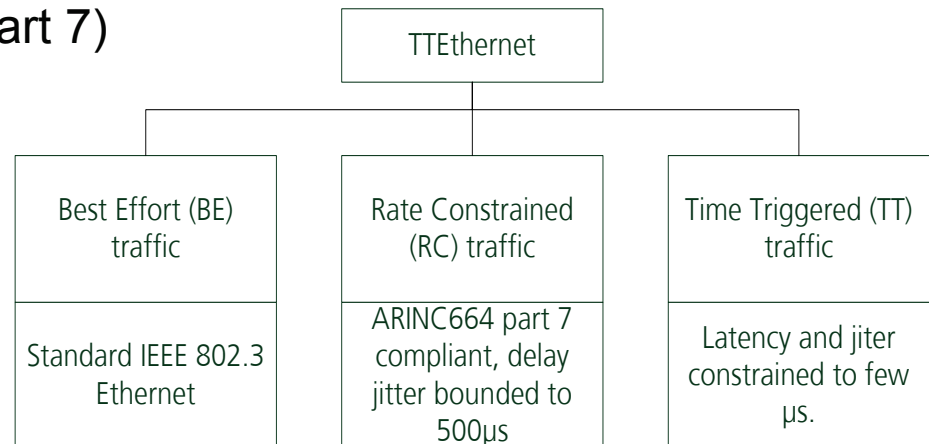 art 7)
TTEthernet
Best Effort (BE)
traffic
Rate Constrained
(RC) traffic
Time Triggered (TT)
traffic
Standard IEEE 802.3
Ethernet
ARINC664 part 7
compliant, delay
jitter bounded to
500µs
Latency and jiter
constrained to few
µs.